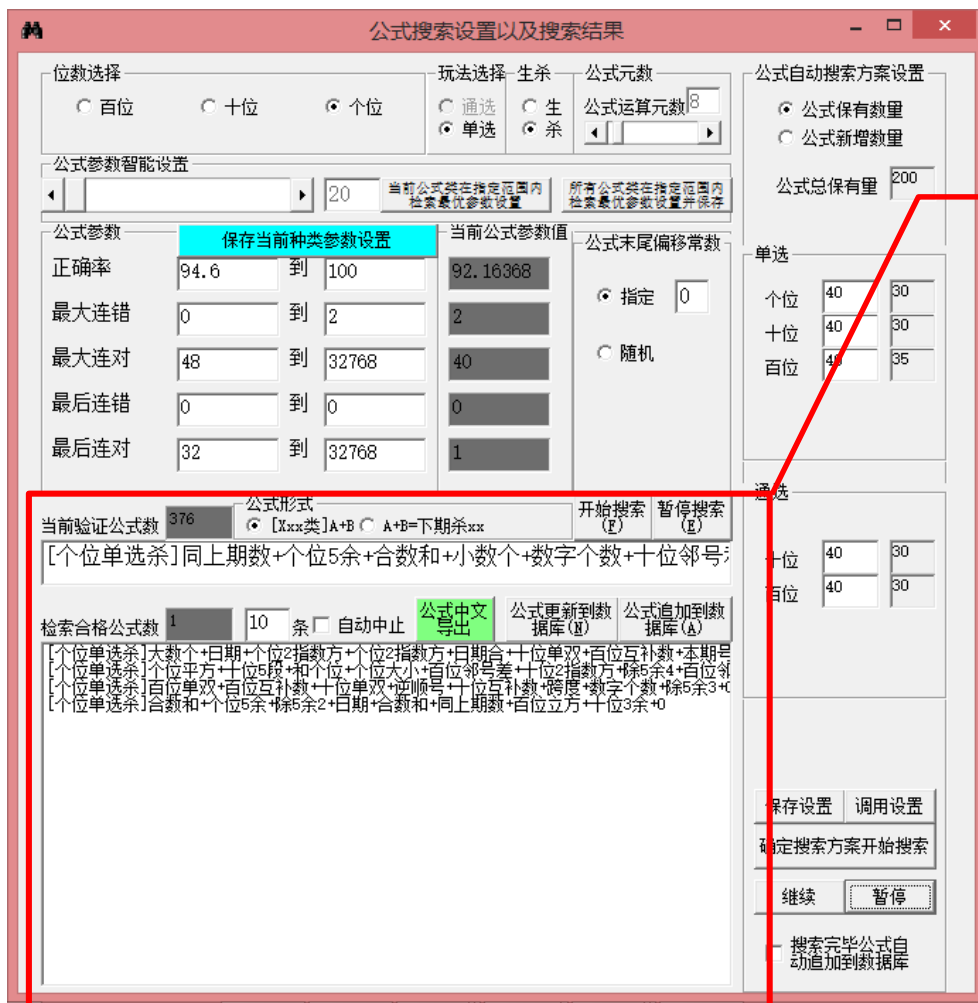 公式搜索设置以及搜索结果
位数选择
百位 十位 个位
玩法选择
通选
单选
生杀
生
杀
公式元数
公式运算元数 8
公式自动搜索方案设置
公式保有数量
公式新增数量
公式总保有量 200
公式参数智能设置
20
当前公式类在指定范围内
检索最优参数设置
所有公式类在指定范围内
检索最优参数设置并保存
公式参数
保存当前种类参数设置
当前公式参数值
正确率 94.6 到 100 92.16368
最大连错 0 到 2 2
最大连对 48 到 32768 40
最后连错 0 到 0 0
最后连对 32 到 32768 1
公式末尾偏移常数
指定 0
随机
单选
个位 40 30
十位 40 30
百位 40 35
通选
十位 40 30
百位 40 30
当前验证公式数 376
公式形式
[Xxx类]A+B A+B=下期杀xx
开始搜索
(F)
暂停搜索
(E)
[个位单选杀]同上期数+个位5余+合数和+小数个+数字个数+十位邻号
检索合格公式数 1 10 条 自动中止
公式中文
导出
公式更新到数
据库(N)
公式追加到数
据库(A)
[个位单选杀]大数个+日期+个位2指数方+个位2指数方+日期合+十位单双+百位互补数+本期号
[个位单选杀]个位平方+十位5段+和个位+个位大小+百位邻号差+十位2指数方+除5余4+百位邻
[个位单选杀]百位单双+百位互补数+十位单双+逆顺号+十位互补数+跨度+数字个数+除5余3+0
[个位单选杀]合数和+个位5余+除5余2+日期+合数和+同上期数+百位立方+十位3余+0
保存设置 调用设置
确定搜索方案开始搜索
继续 暂停
搜索完毕公式自
动追加到数据库